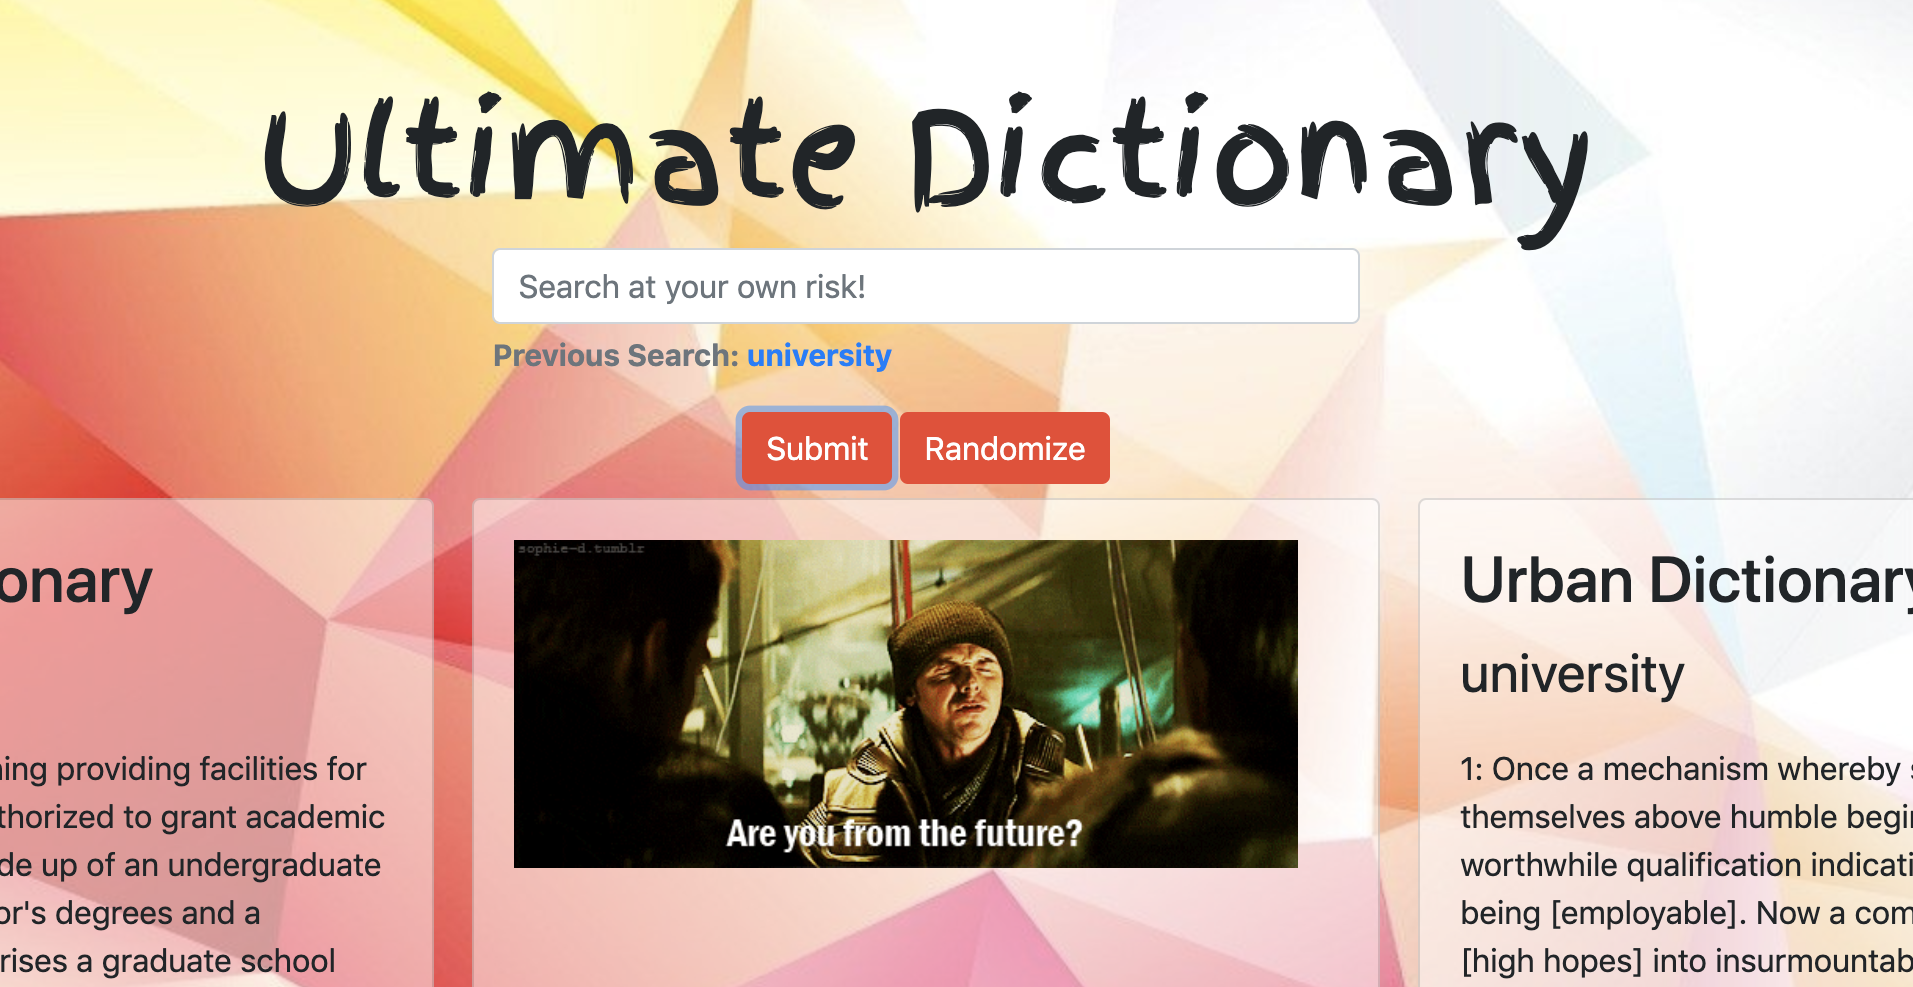 Ultimate Dictionary
Search at your own risk!
Previous Search: university
Submit
Randomize
onary
ing providing facilities for
thorized to grant academic
de up of an undergraduate
or's degrees and a
rises a graduate school
sophie-d.tumblr
Are you from the future?
Urban Dictionary
university
1: Once a mechanism whereby s
themselves above humble begin
worthwhile qualification indicati
being [employable]. Now a com
[high hopes] into insurmountab